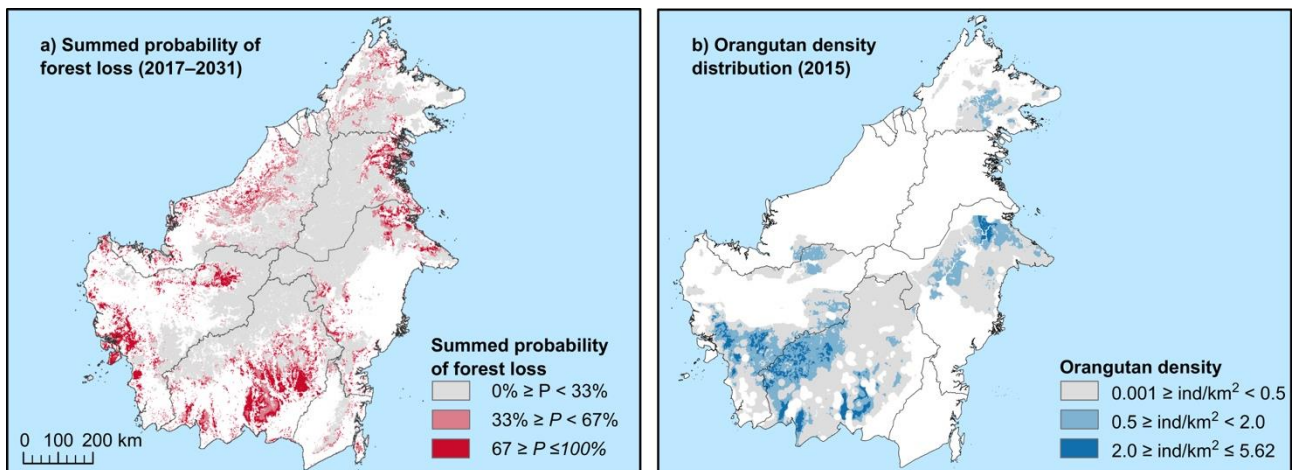 a) Summed probability of
forest loss (2017–2031)
Summed probability
of forest loss
0% ≥ P < 33%
33% ≥ P < 67%
67 ≥ P ≤100%
0 100 200 km
b) Orangutan density
distribution (2015)
Orangutan density
0.001 ≥ ind/km² < 0.5
0.5 ≥ ind/km² < 2.0
2.0 ≥ ind/km² ≤ 5.62